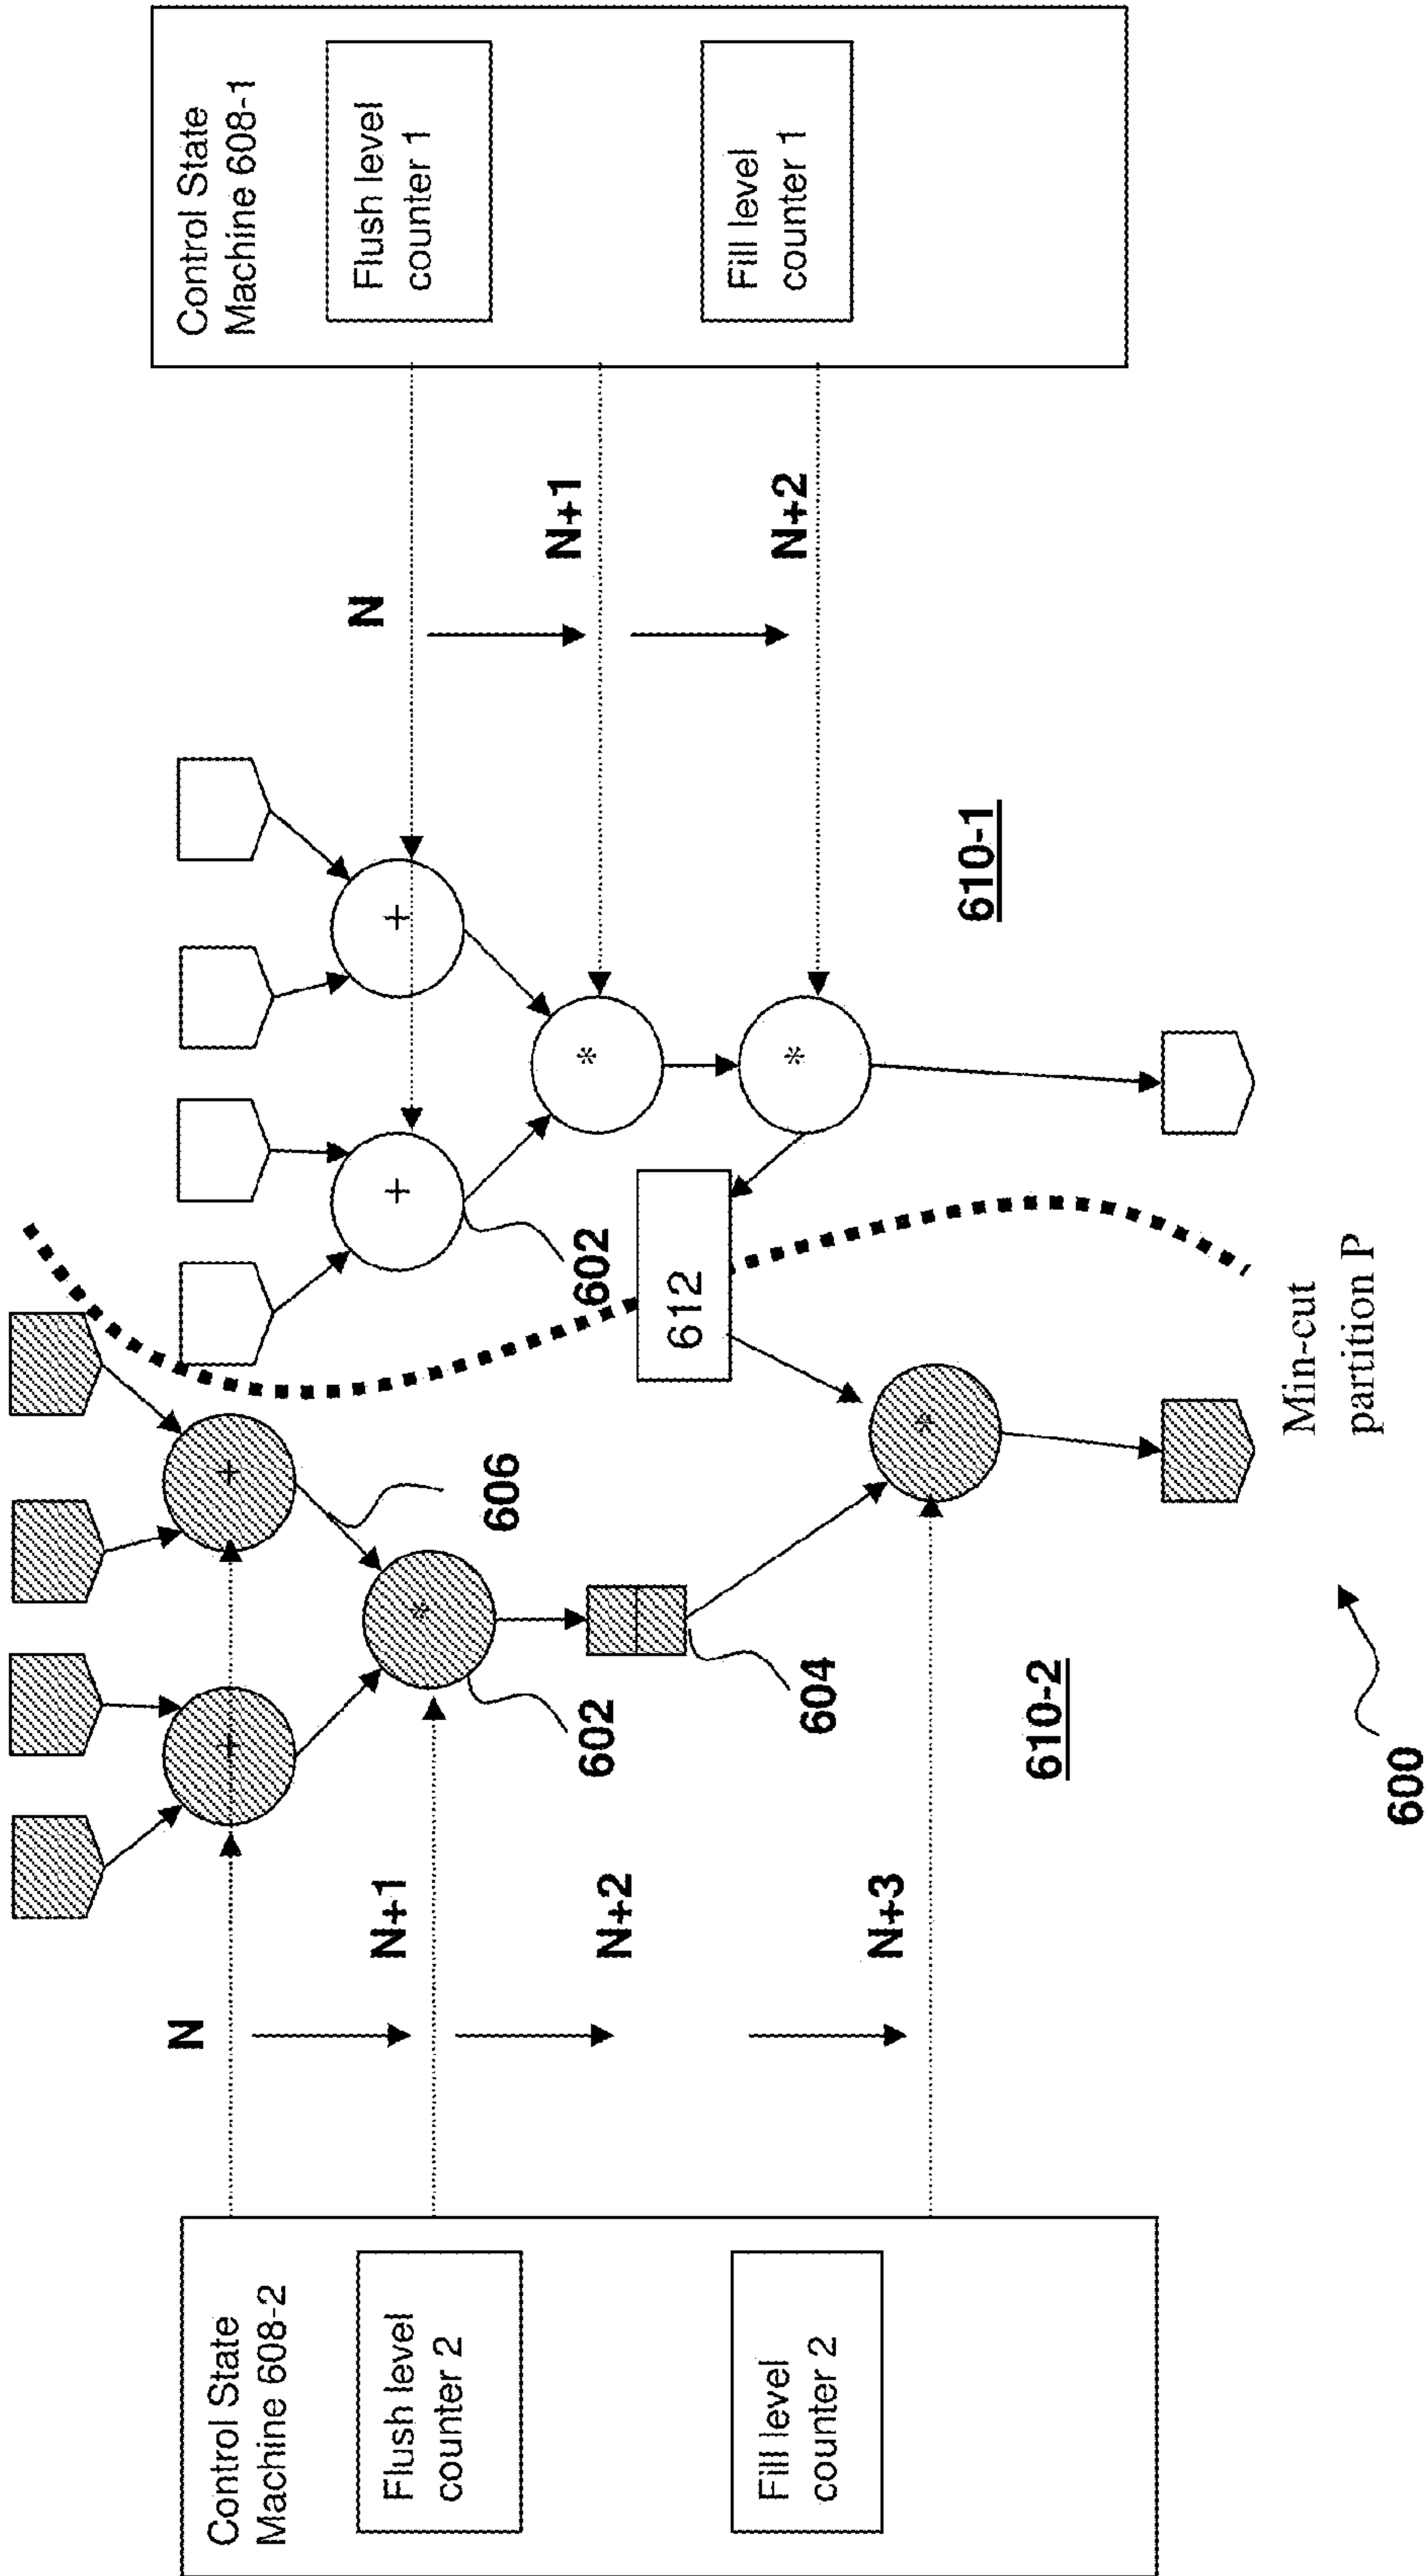 Control State
Machine 608-2
Flush level
counter 2
Fill level
counter 2
N
N+1
N+2
N+3
+
+
*
602
606
604
*
610-2
600
612
Min-cut
partition P
+
+
602
*
*
610-1
N
N+1
N+2
Control State
Machine 608-1
Flush level
counter 1
Fill level
counter 1